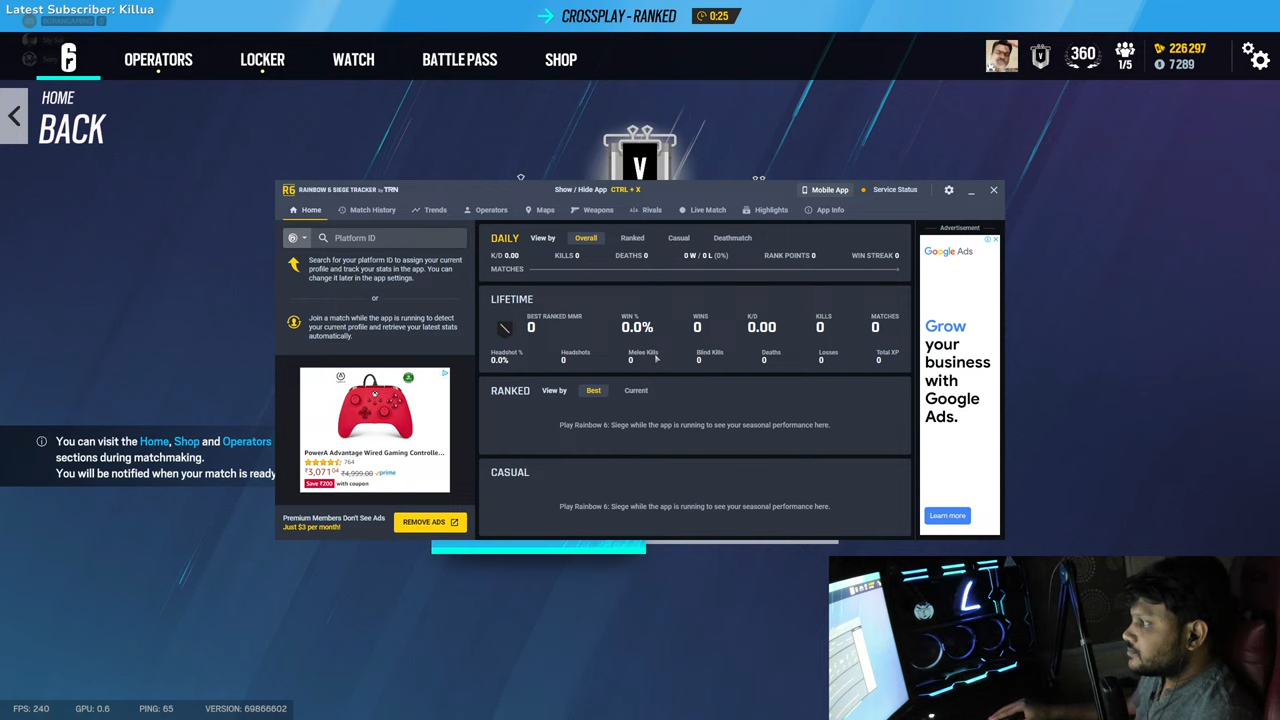 Latest Subscriber: Killua
CROSSPLAY - RANKED 0:25
OPERATORS LOCKER WATCH BATTLE PASS SHOP
V 360 1/5 226 297
7 289
HOME
BACK
V
R6 RAINBOW 6 SIEGE TRACKER by TRN Show / Hide App CTRL + X Mobile App Service Status
Home Match History Trends Operators Maps Weapons Rivals Live Match Highlights App Info
Platform ID
Search for your platform ID to assign your current
profile and track your stats in the app. You can
change it later in the app settings.
or
Join a match while the app is running to detect
your current profile and retrieve your latest stats
automatically.
PowerA Advantage Wired Gaming Controlle...
764
₹3,071.04 ₹4,999.00 prime
Save ₹200 with coupon
Premium Members Don't See Ads
Just $3 per month!
REMOVE ADS
DAILY View by Overall Ranked Casual Deathmatch
K/D 0.00 KILLS 0 DEATHS 0 0 W / 0 L (0%) RANK POINTS 0 WIN STREAK 0
MATCHES
LIFETIME
BEST RANKED MMR WIN % WINS K/D KILLS MATCHES
0 0.0% 0 0.00 0 0
Headshot % Headshots Melee Kills Blind Kills Deaths Losses Total XP
0.0% 0 0 0 0 0 0
RANKED View by Best Current
Play Rainbow 6: Siege while the app is running to see your seasonal performance here.
CASUAL
Play Rainbow 6: Siege while the app is running to see your seasonal performance here.
Advertisement
Google Ads
Grow
your
business
with
Google
Ads.
Learn more
You can visit the Home, Shop and Operators
sections during matchmaking.
You will be notified when your match is ready
FPS: 240 GPU: 0.6 PING: 65 VERSION: 69866602